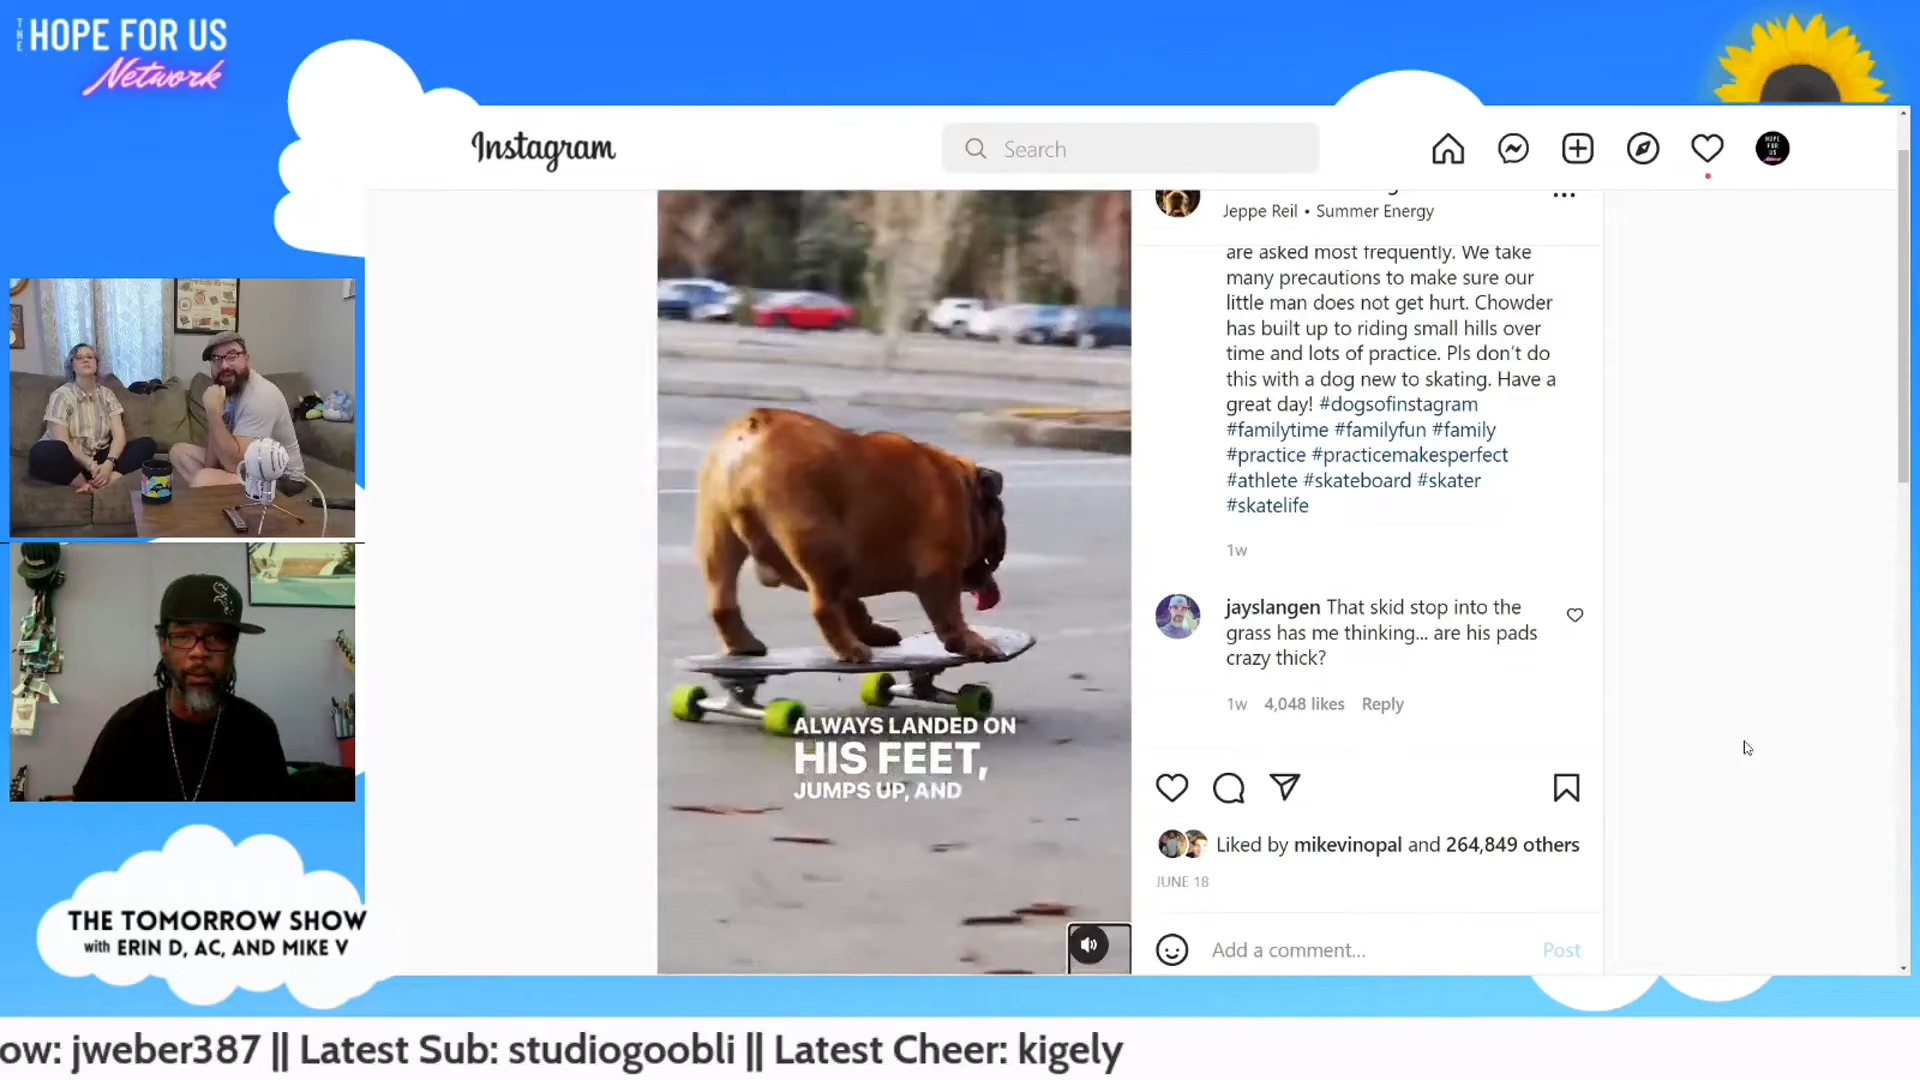 THE
HOPE FOR US
Network
Instagram
Search
HOPE
FOR
US
Jeppe Reil • Summer Energy
are asked most frequently. We take
many precautions to make sure our
little man does not get hurt. Chowder
has built up to riding small hills over
time and lots of practice. Pls don't do
this with a dog new to skating. Have a
great day! #dogsofinstagram
#familytime #familyfun #family
#practice #practicemakesperfect
#athlete #skateboard #skater
#skatelife
1w
jayslangen That skid stop into the
grass has me thinking... are his pads
crazy thick?
1w 4,048 likes Reply
ALWAYS LANDED ON
HIS FEET,
JUMPS UP, AND
Liked by mikevinopal and 264,849 others
JUNE 18
Add a comment... Post
THE TOMORROW SHOW
with ERIN D, AC, AND MIKE V
ow: jweber387 || Latest Sub: studiogoobli || Latest Cheer: kigely